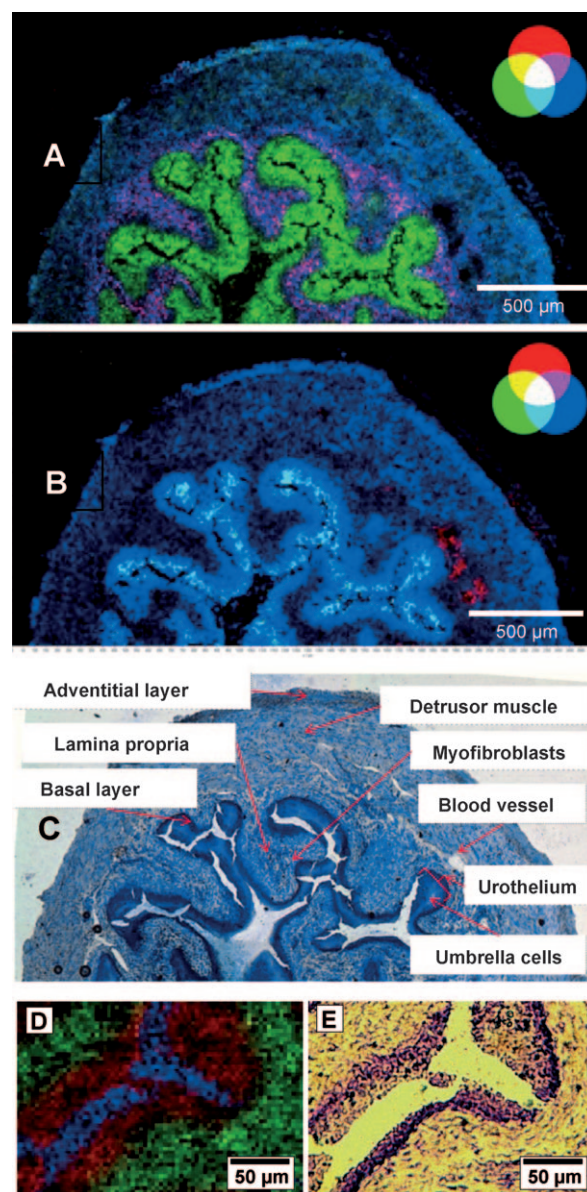 A
500 µm
B
500 µm
Adventitial layer
Detrusor muscle
Lamina propria
Myofibroblasts
Basal layer
Blood vessel
C
Urothelium
Umbrella cells
D
E
50 µm
50 µm